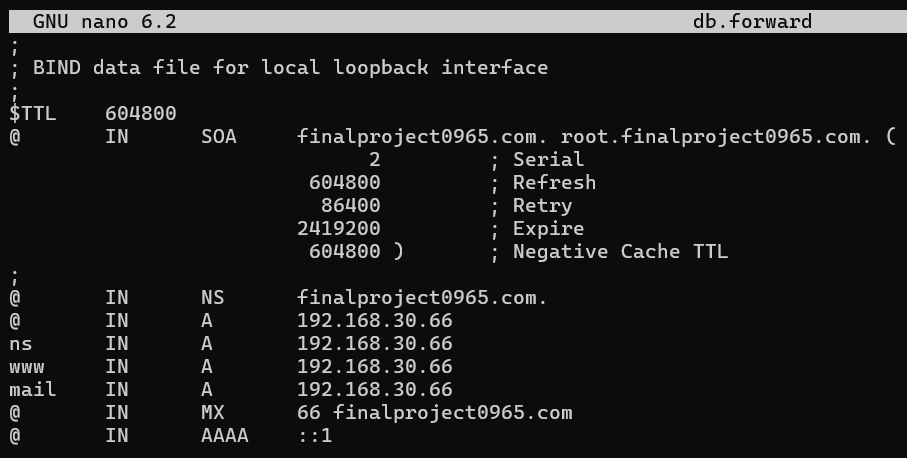 GNU nano 6.2 db.forward
;
; BIND data file for local loopback interface
;
$TTL 604800
@ IN SOA finalproject0965.com. root.finalproject0965.com. (
2 ; Serial
604800 ; Refresh
86400 ; Retry
2419200 ; Expire
604800 ) ; Negative Cache TTL
;
@ IN NS finalproject0965.com.
@ IN A 192.168.30.66
ns IN A 192.168.30.66
www IN A 192.168.30.66
mail IN A 192.168.30.66
@ IN MX 66 finalproject0965.com
@ IN AAAA ::1